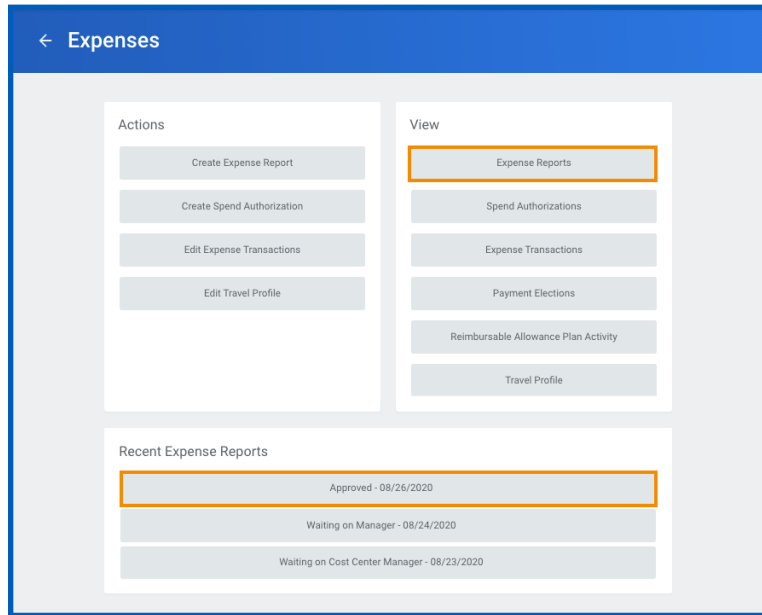 Expenses
Actions
Create Expense Report
Create Spend Authorization
Edit Expense Transactions
Edit Travel Profile
View
Expense Reports
Spend Authorizations
Expense Transactions
Payment Elections
Reimbursable Allowance Plan Activity
Travel Profile
Recent Expense Reports
Approved - 08/26/2020
Waiting on Manager - 08/24/2020
Waiting on Cost Center Manager - 08/23/2020